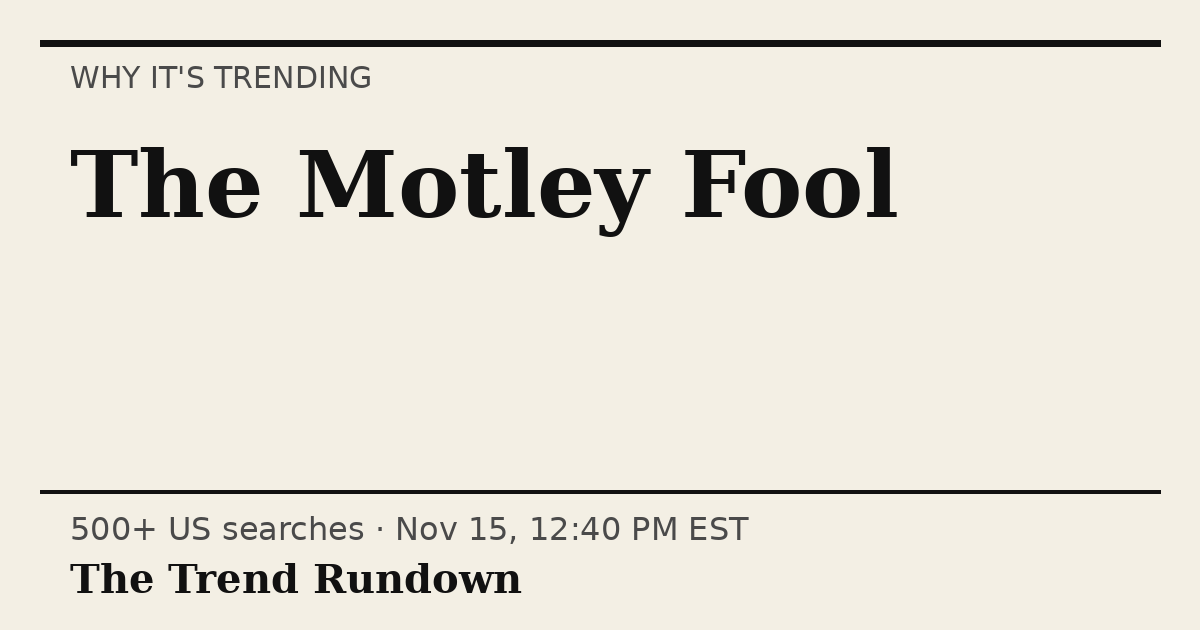 WHY IT'S TRENDING
The Motley Fool
500+ US searches · Nov 15, 12:40 PM EST
The Trend Rundown